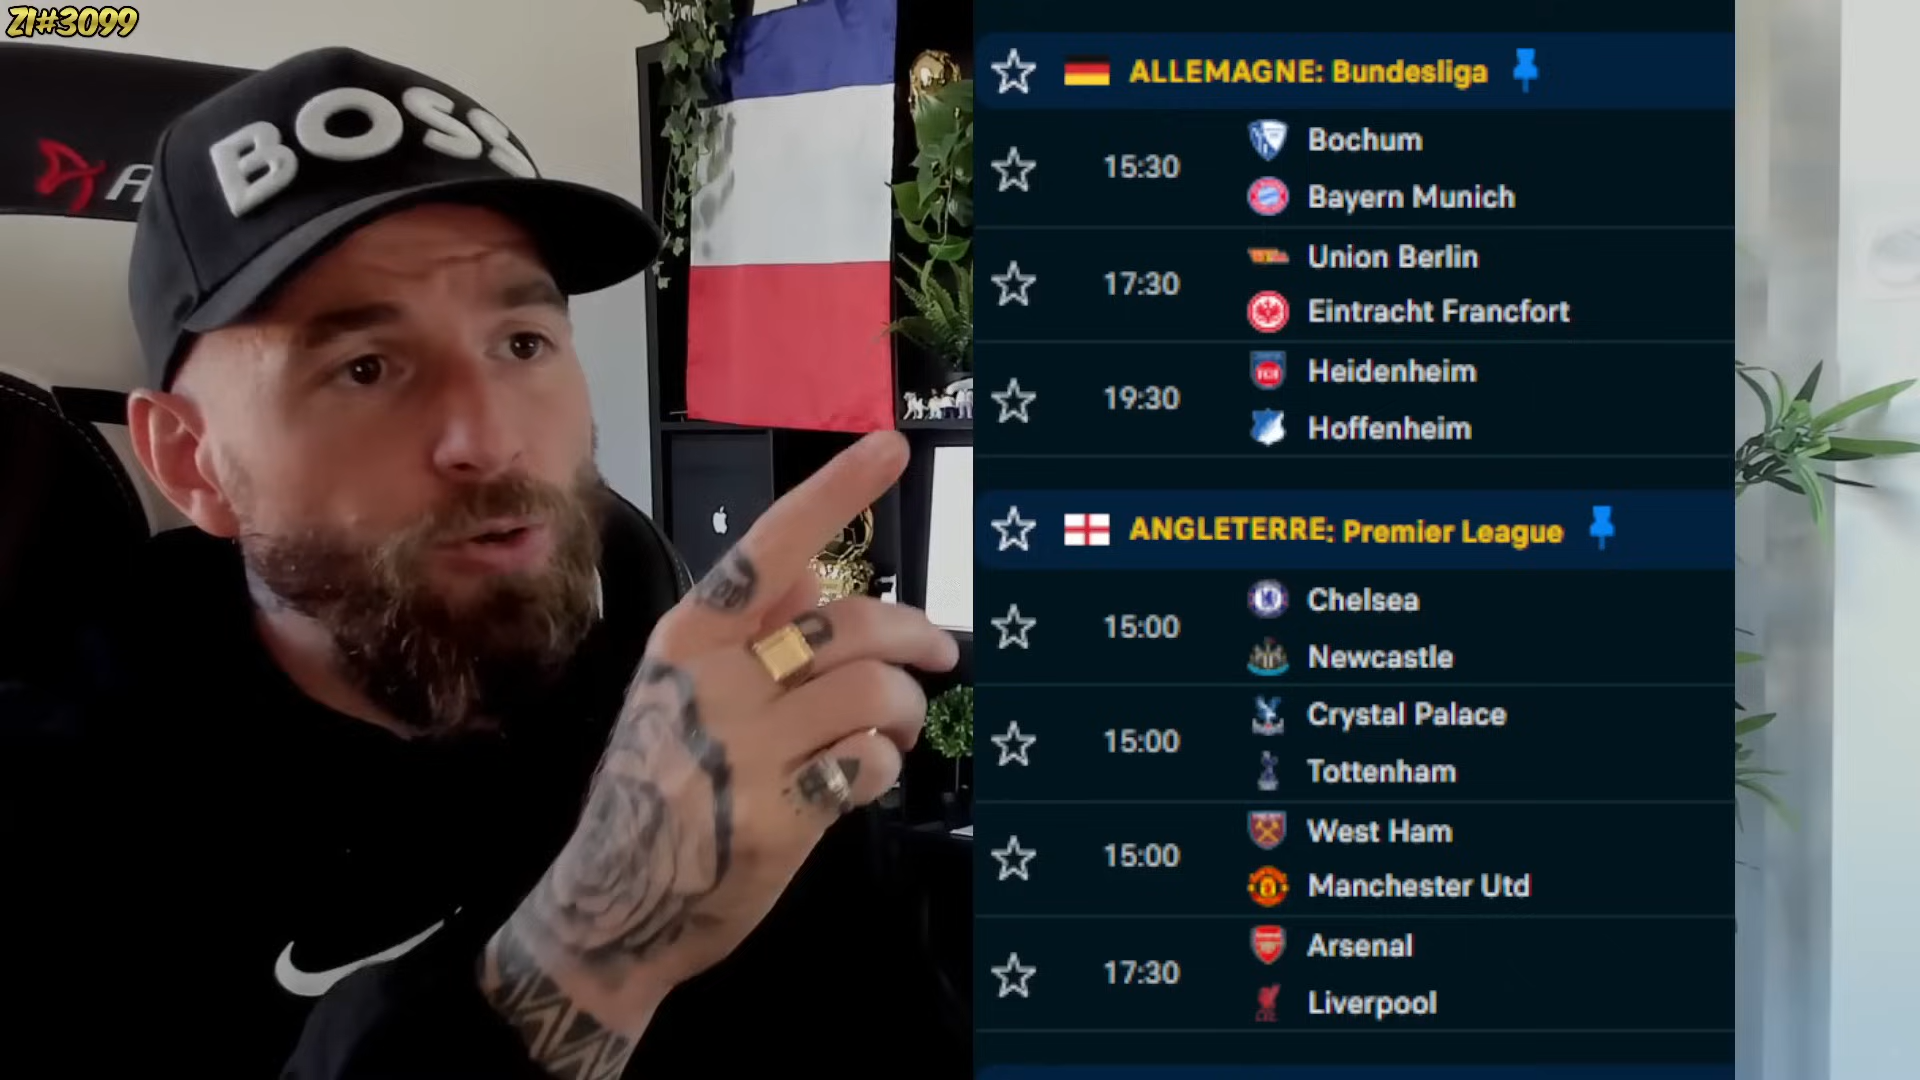 ZI#3099
BOSS
A
ALLEMAGNE: Bundesliga
15:30
Bochum
Bayern Munich
17:30
Union Berlin
Eintracht Francfort
19:30
Heidenheim
Hoffenheim
ANGLETERRE: Premier League
15:00
Chelsea
Newcastle
15:00
Crystal Palace
Tottenham
15:00
West Ham
Manchester Utd
17:30
Arsenal
Liverpool